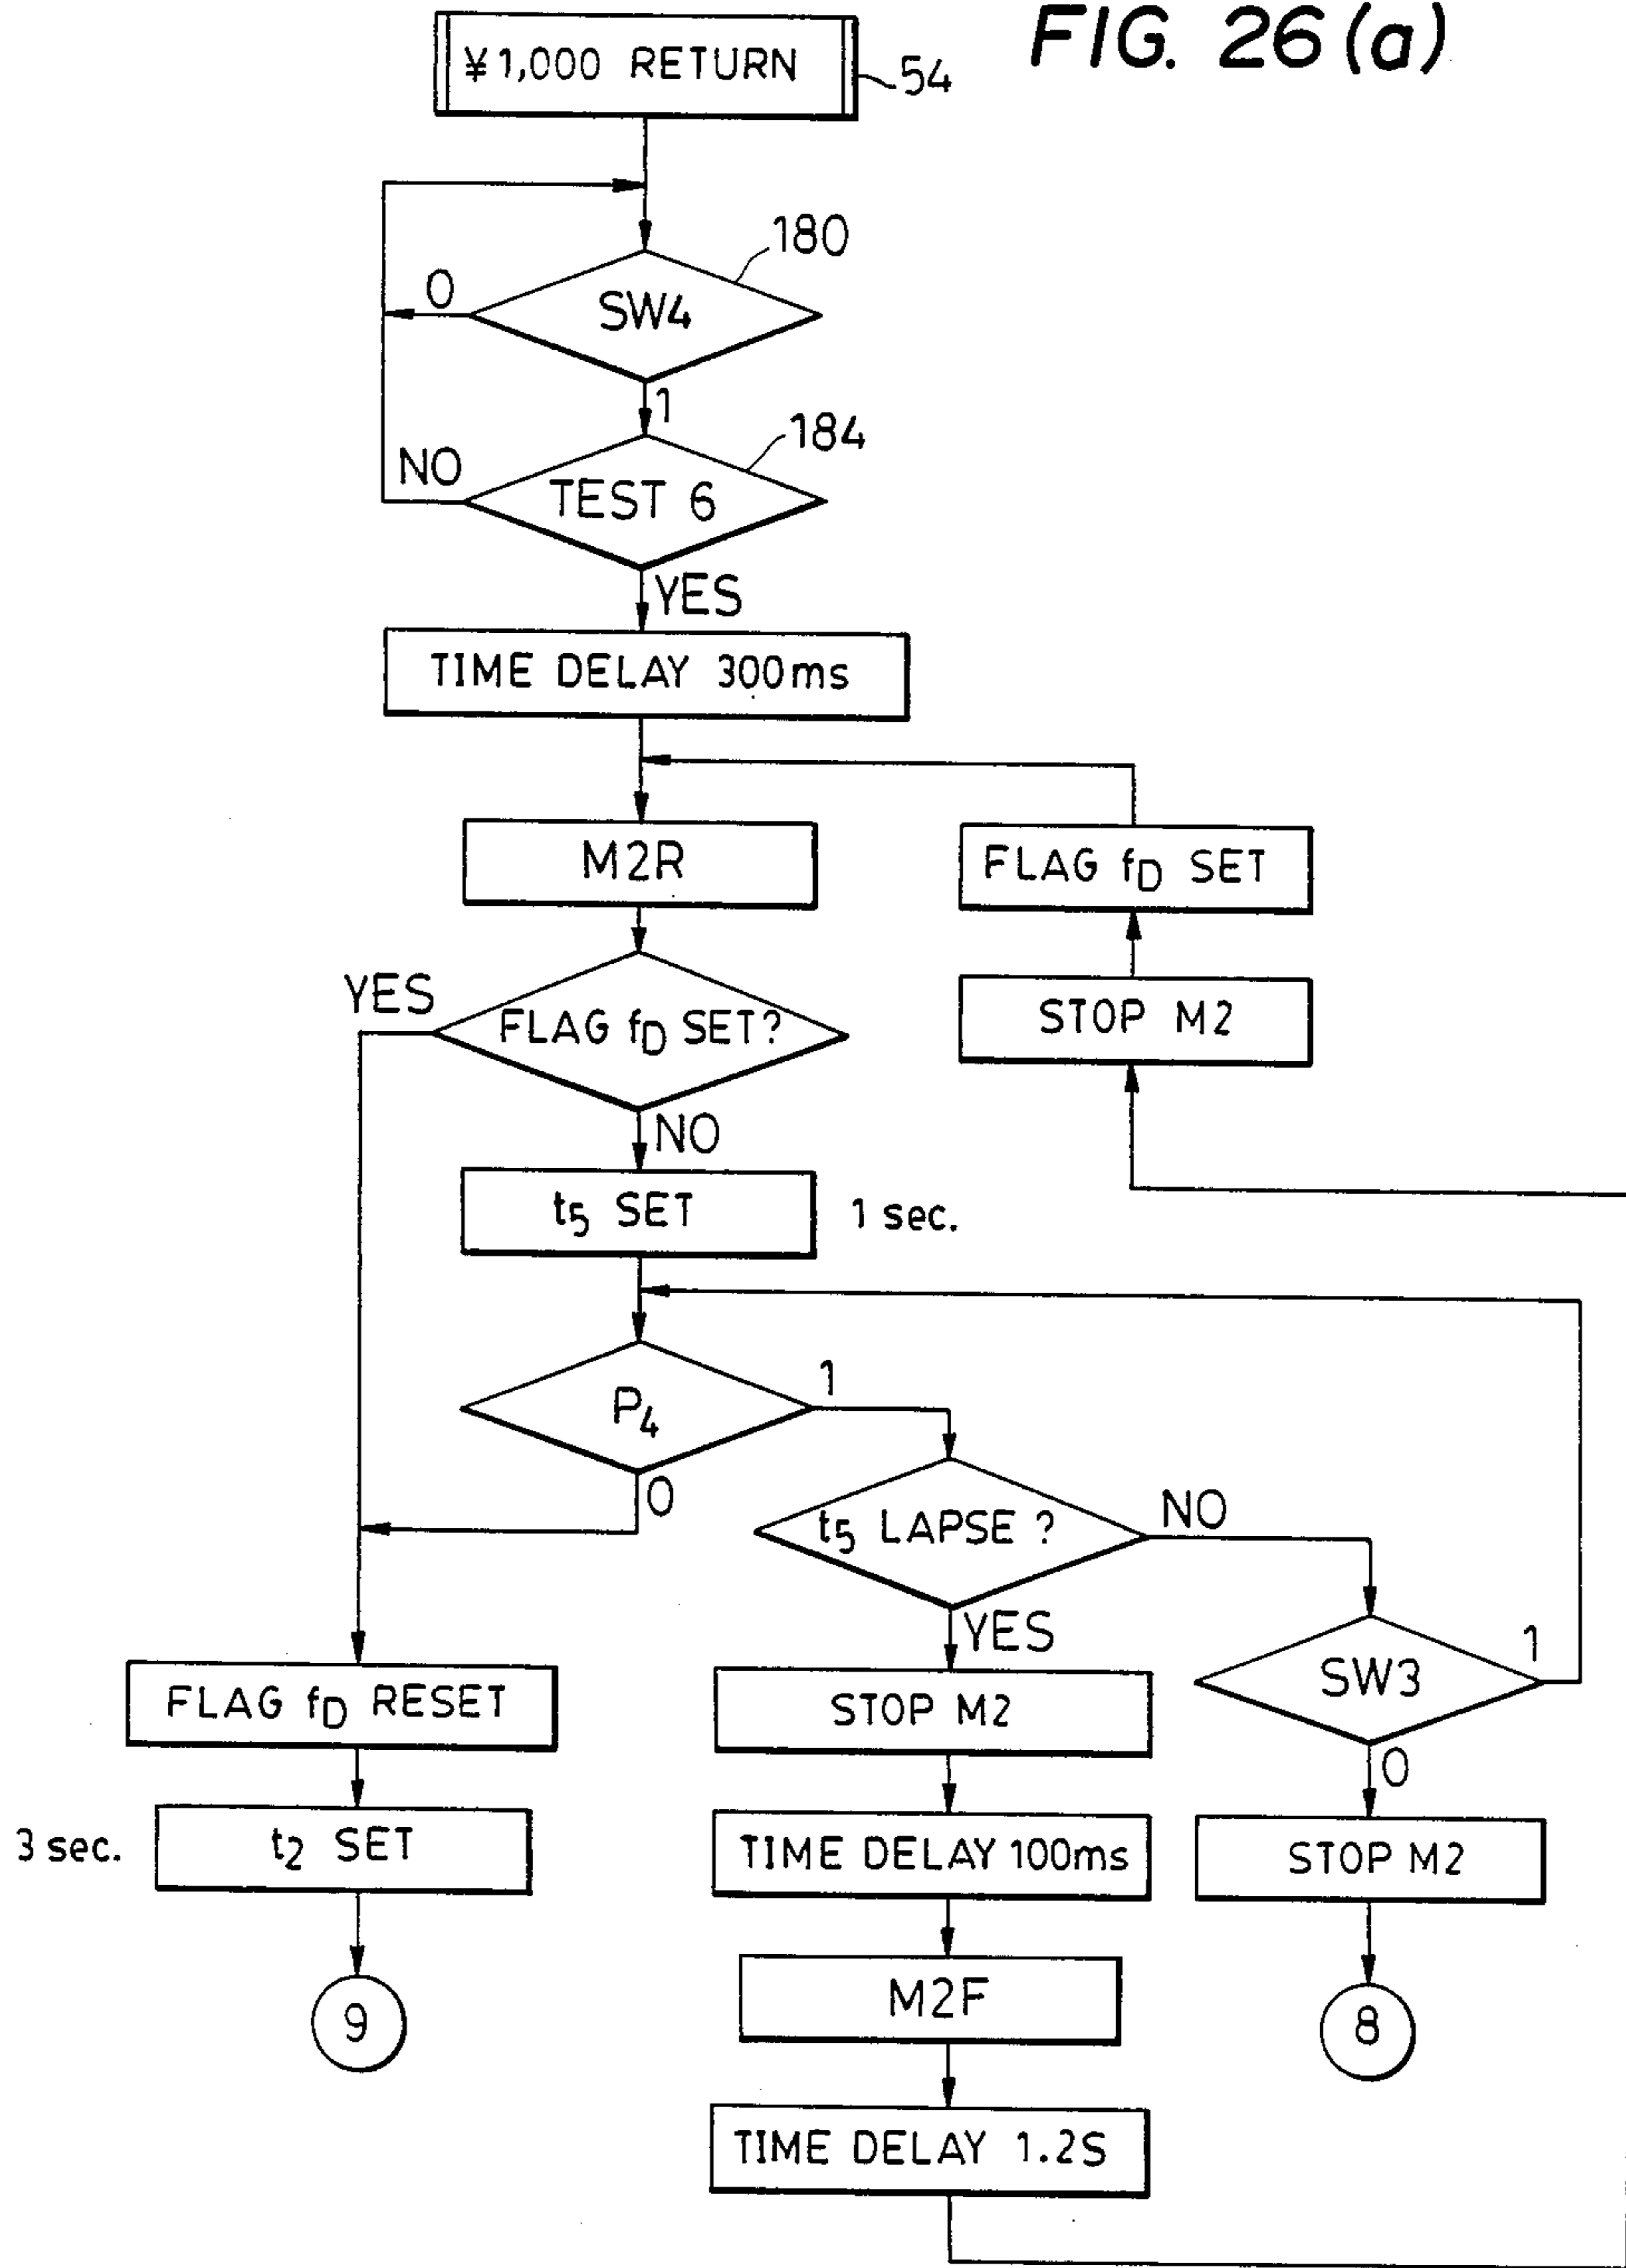 FIG. 26 (a)
¥1,000 RETURN
54
180
SW4
0
1
184
TEST 6
NO
YES
TIME DELAY 300ms
M2R
FLAG fD SET
STOP M2
FLAG fD SET?
YES
NO
t5 SET
1 sec.
P4
1
0
t5 LAPSE ?
NO
YES
SW3
1
0
FLAG fD RESET
STOP M2
3 sec.
t2 SET
TIME DELAY 100ms
STOP M2
M2F
9
8
TIME DELAY 1.2S